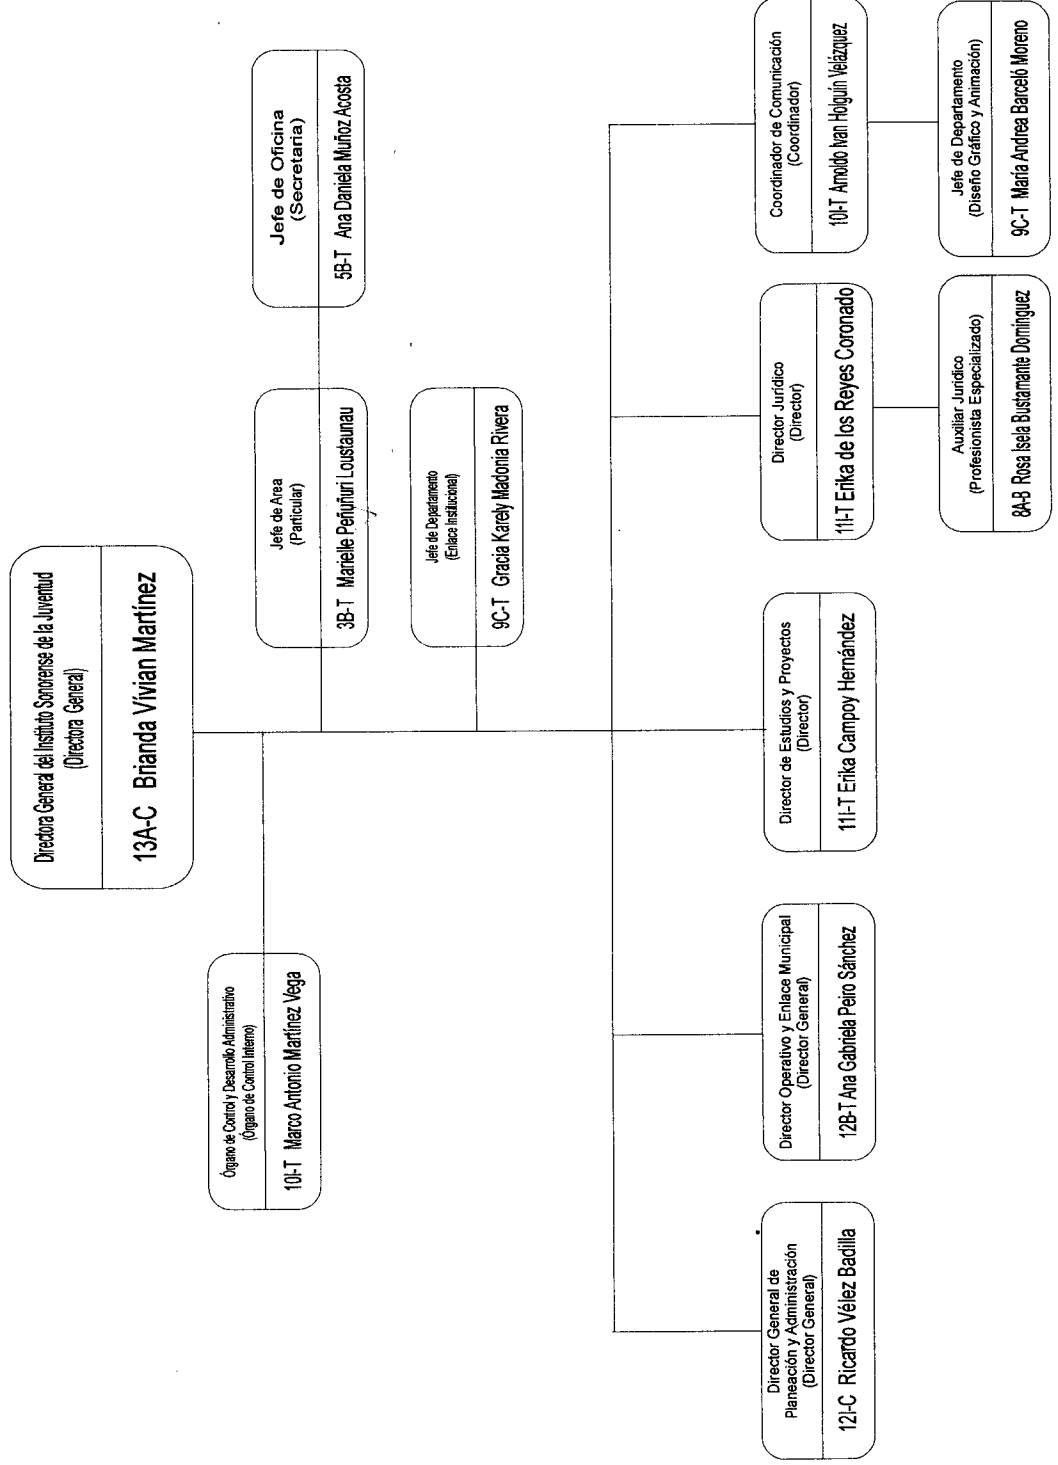 Directora General del Instituto Sonorense de la Juventud
(Directora General)
13A-C Brianda Vívian Martínez
Órgano de Control y Desarrollo Administrativo
(Órgano de Control Interno)
10I-T Marco Antonio Martínez Vega
Jefe de Area
(Particular)
3B-T Marielle Peñuñuri Loustaunau
Jefe de Oficina
(Secretaria)
5B-T Ana Daniela Muñoz Acosta
Jefe de Departamento
(Enlace Institucional)
9C-T Gracia Karely Madonia Rivera
Director General de
Planeación y Administración
(Director General)
12I-C Ricardo Vélez Badilla
Director Operativo y Enlace Municipal
(Director General)
12B-T Ana Gabriela Peiro Sánchez
Director de Estudios y Proyectos
(Director)
11I-T Erika Campoy Hernández
Director Jurídico
(Director)
11I-T Erika de los Reyes Coronado
Coordinador de Comunicación
(Coordinador)
10I-T Arnoldo Ivan Holguín Velázquez
Auxiliar Jurídico
(Profesionista Especializado)
8A-B Rosa Isela Bustamante Domínguez
Jefe de Departamento
(Diseño Gráfico y Animación)
9C-T María Andrea Barceló Moreno